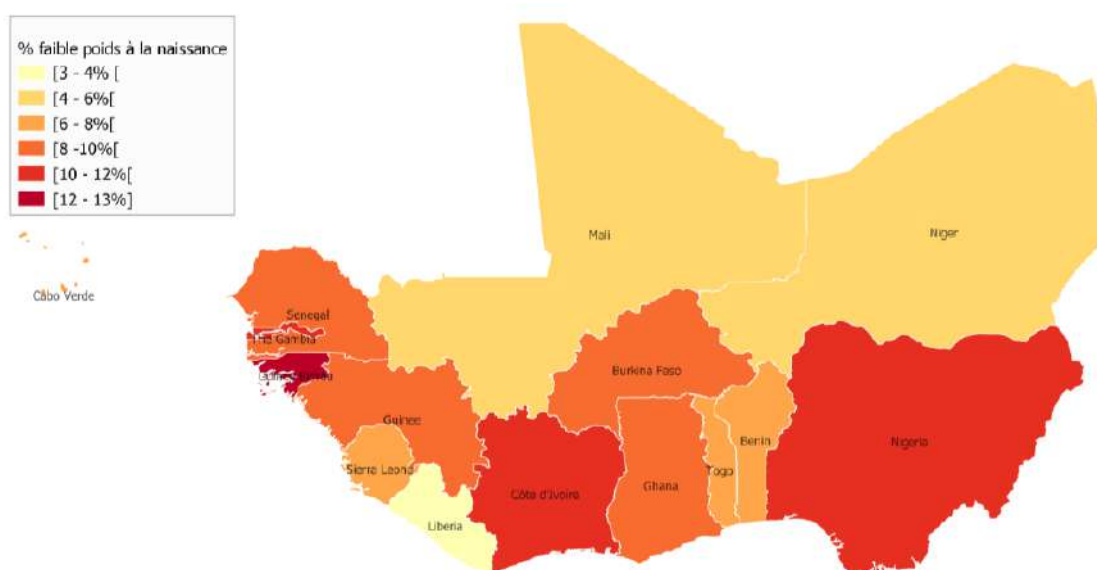 % faible poids à la naissance
[3 - 4% [
[4 - 6%[
[6 - 8%[
[8 -10%[
[10 - 12%[
[12 - 13%]
Mali
Niger
Cabo Verde
Senegal
The Gambia
Burkina Faso
Guinee
Benin
Nigeria
Sierra Leone
Togo
Ghana
Côte d'Ivoire
Liberia